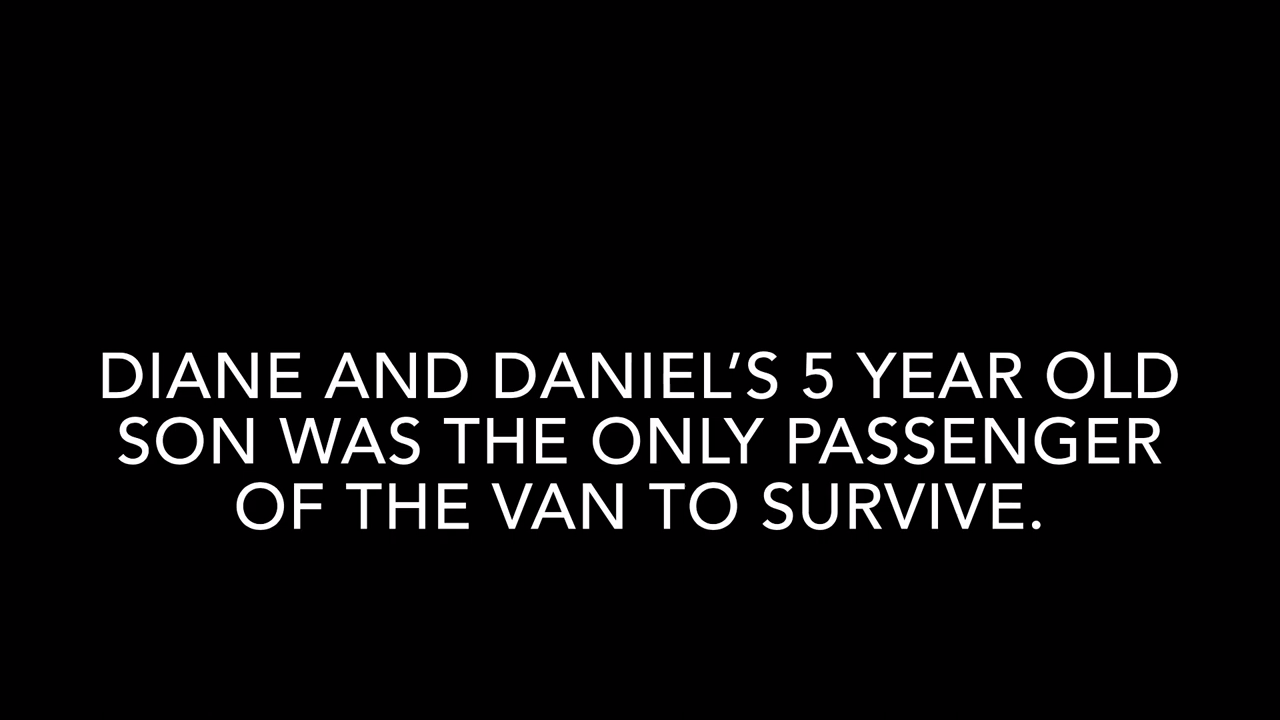 DIANE AND DANIEL’S 5 YEAR OLD
SON WAS THE ONLY PASSENGER
OF THE VAN TO SURVIVE.